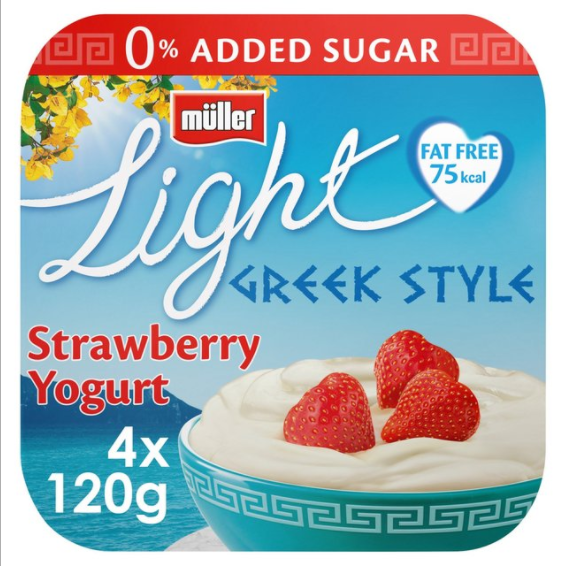 0% ADDED SUGAR
müller
Light
FAT FREE
75 kcal
GREEK STYLE
Strawberry
Yogurt
4x
120g